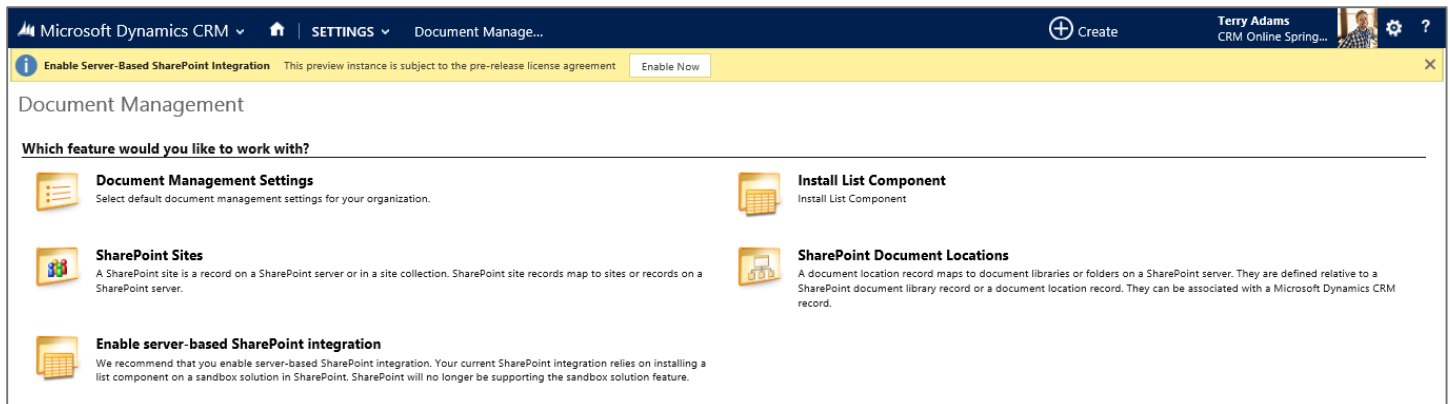 Microsoft Dynamics CRM SETTINGS Document Manage... Create Terry Adams
CRM Online Spring... ?
Enable Server-Based SharePoint Integration This preview instance is subject to the pre-release license agreement Enable Now
Document Management
Which feature would you like to work with?
Document Management Settings
Select default document management settings for your organization.
Install List Component
Install List Component
SharePoint Sites
A SharePoint site is a record on a SharePoint server or in a site collection. SharePoint site records map to sites or records on a
SharePoint server.
SharePoint Document Locations
A document location record maps to document libraries or folders on a SharePoint server. They are defined relative to a
SharePoint document library record or a document location record. They can be associated with a Microsoft Dynamics CRM
record.
Enable server-based SharePoint integration
We recommend that you enable server-based SharePoint integration. Your current SharePoint integration relies on installing a
list component on a sandbox solution in SharePoint. SharePoint will no longer be supporting the sandbox solution feature.